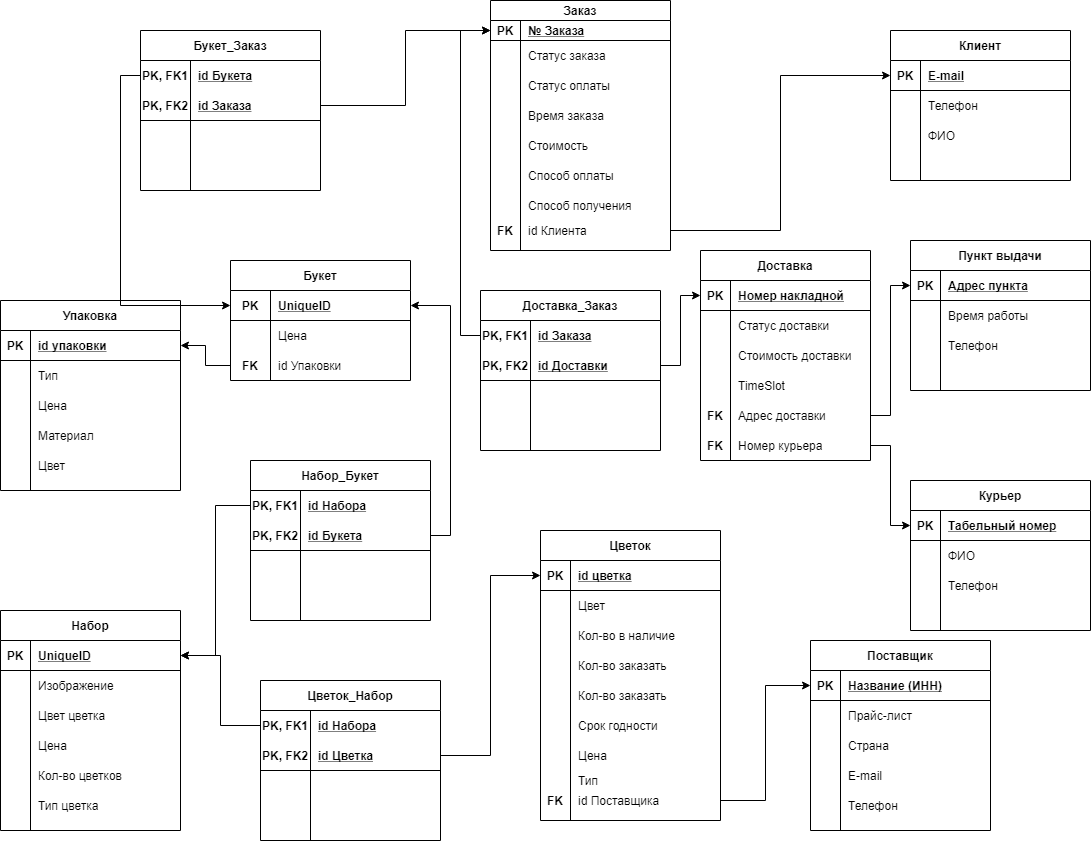 Заказ
PK № Заказа
Статус заказа
Статус оплаты
Время заказа
Стоимость
Способ оплаты
Способ получения
FK id Клиента
Букет_Заказ
PK, FK1 id Букета
PK, FK2 id Заказа
Клиент
PK E-mail
Телефон
ФИО
Букет
PK UniqueID
Цена
FK id Упаковки
Упаковка
PK id упаковки
Тип
Цена
Материал
Цвет
Доставка_Заказ
PK, FK1 id Заказа
PK, FK2 id Доставки
Доставка
PK Номер накладной
Статус доставки
Стоимость доставки
TimeSlot
FK Адрес доставки
FK Номер курьера
Пункт выдачи
PK Адрес пункта
Время работы
Телефон
Набор_Букет
PK, FK1 id Набора
PK, FK2 id Букета
Курьер
PK Табельный номер
ФИО
Телефон
Цветок
PK id цветка
Цвет
Кол-во в наличие
Кол-во заказать
Кол-во заказать
Срок годности
Цена
Тип
FK id Поставщика
Набор
PK UniqueID
Изображение
Цвет цветка
Цена
Кол-во цветков
Тип цветка
Цветок_Набор
PK, FK1 id Набора
PK, FK2 id Цветка
Поставщик
PK Название (ИНН)
Прайс-лист
Страна
E-mail
Телефон